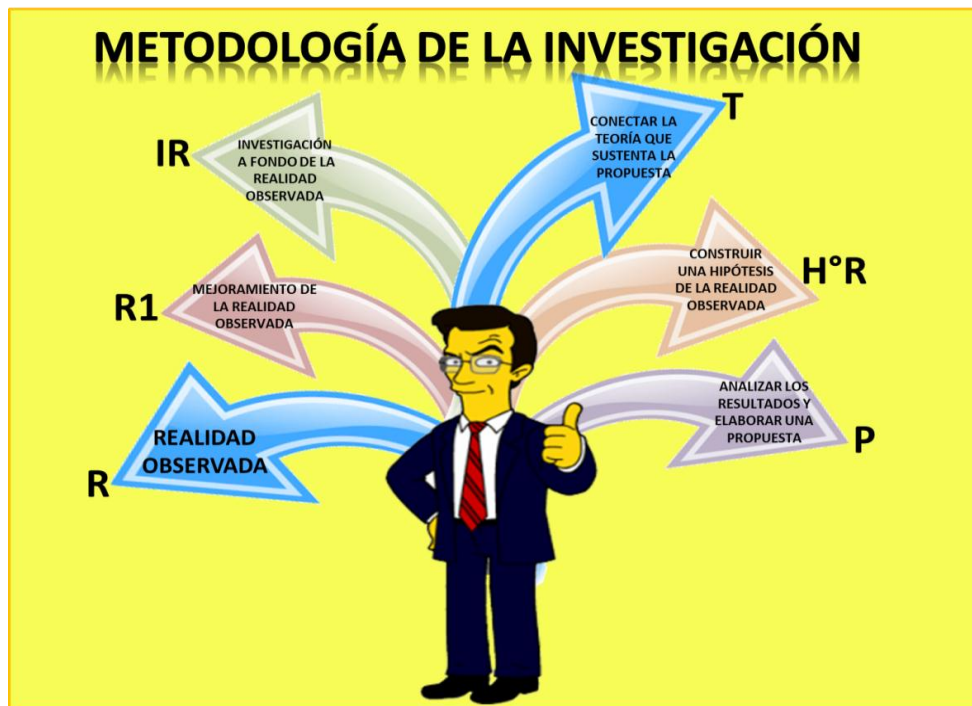 METODOLOGÍA DE LA INVESTIGACIÓN
IR
INVESTIGACIÓN
A FONDO DE LA
REALIDAD
OBSERVADA
R1
MEJORAMIENTO DE
LA REALIDAD
OBSERVADA
R
REALIDAD
OBSERVADA
T
CONECTAR LA
TEORÍA QUE
SUSTENTA LA
PROPUESTA
H°R
CONSTRUIR
UNA HIPÓTESIS
DE LA REALIDAD
OBSERVADA
P
ANALIZAR LOS
RESULTADOS Y
ELABORAR UNA
PROPUESTA